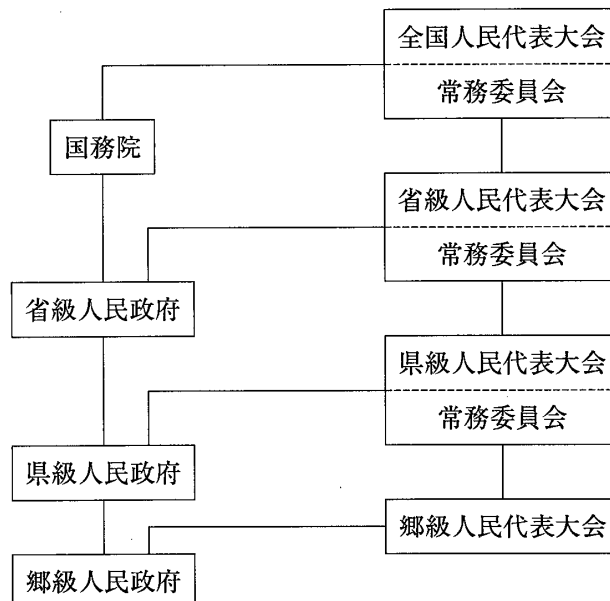 全国人民代表大会
常務委員会
国務院
省級人民代表大会
常務委員会
省級人民政府
県級人民代表大会
常務委員会
県級人民政府
郷級人民代表大会
郷級人民政府